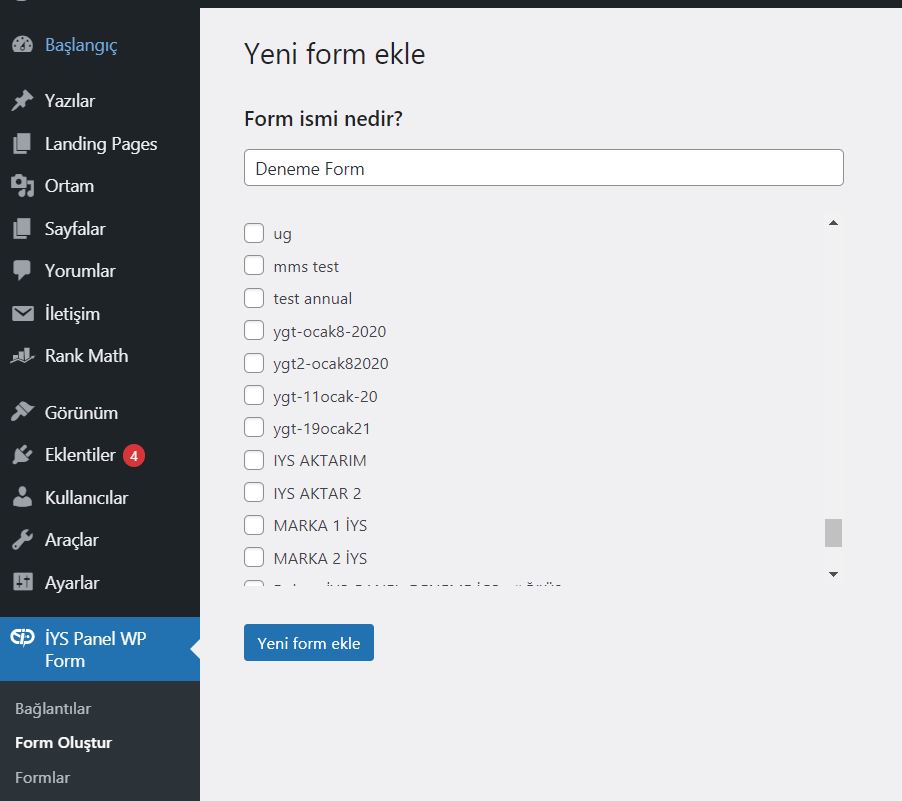 Başlangıç
Yazılar
Landing Pages
Ortam
Sayfalar
Yorumlar
İletişim
Rank Math
Görünüm
Eklentiler 4
Kullanıcılar
Araçlar
Ayarlar
İYS Panel WP
Form
Bağlantılar
Form Oluştur
Formlar
Yeni form ekle
Form ismi nedir?
Deneme Form
ug
mms test
test annual
ygt-ocak8-2020
ygt2-ocak82020
ygt-11ocak-20
ygt-19ocak21
IYS AKTARIM
IYS AKTAR 2
MARKA 1 İYS
MARKA 2 İYS
Yeni form ekle